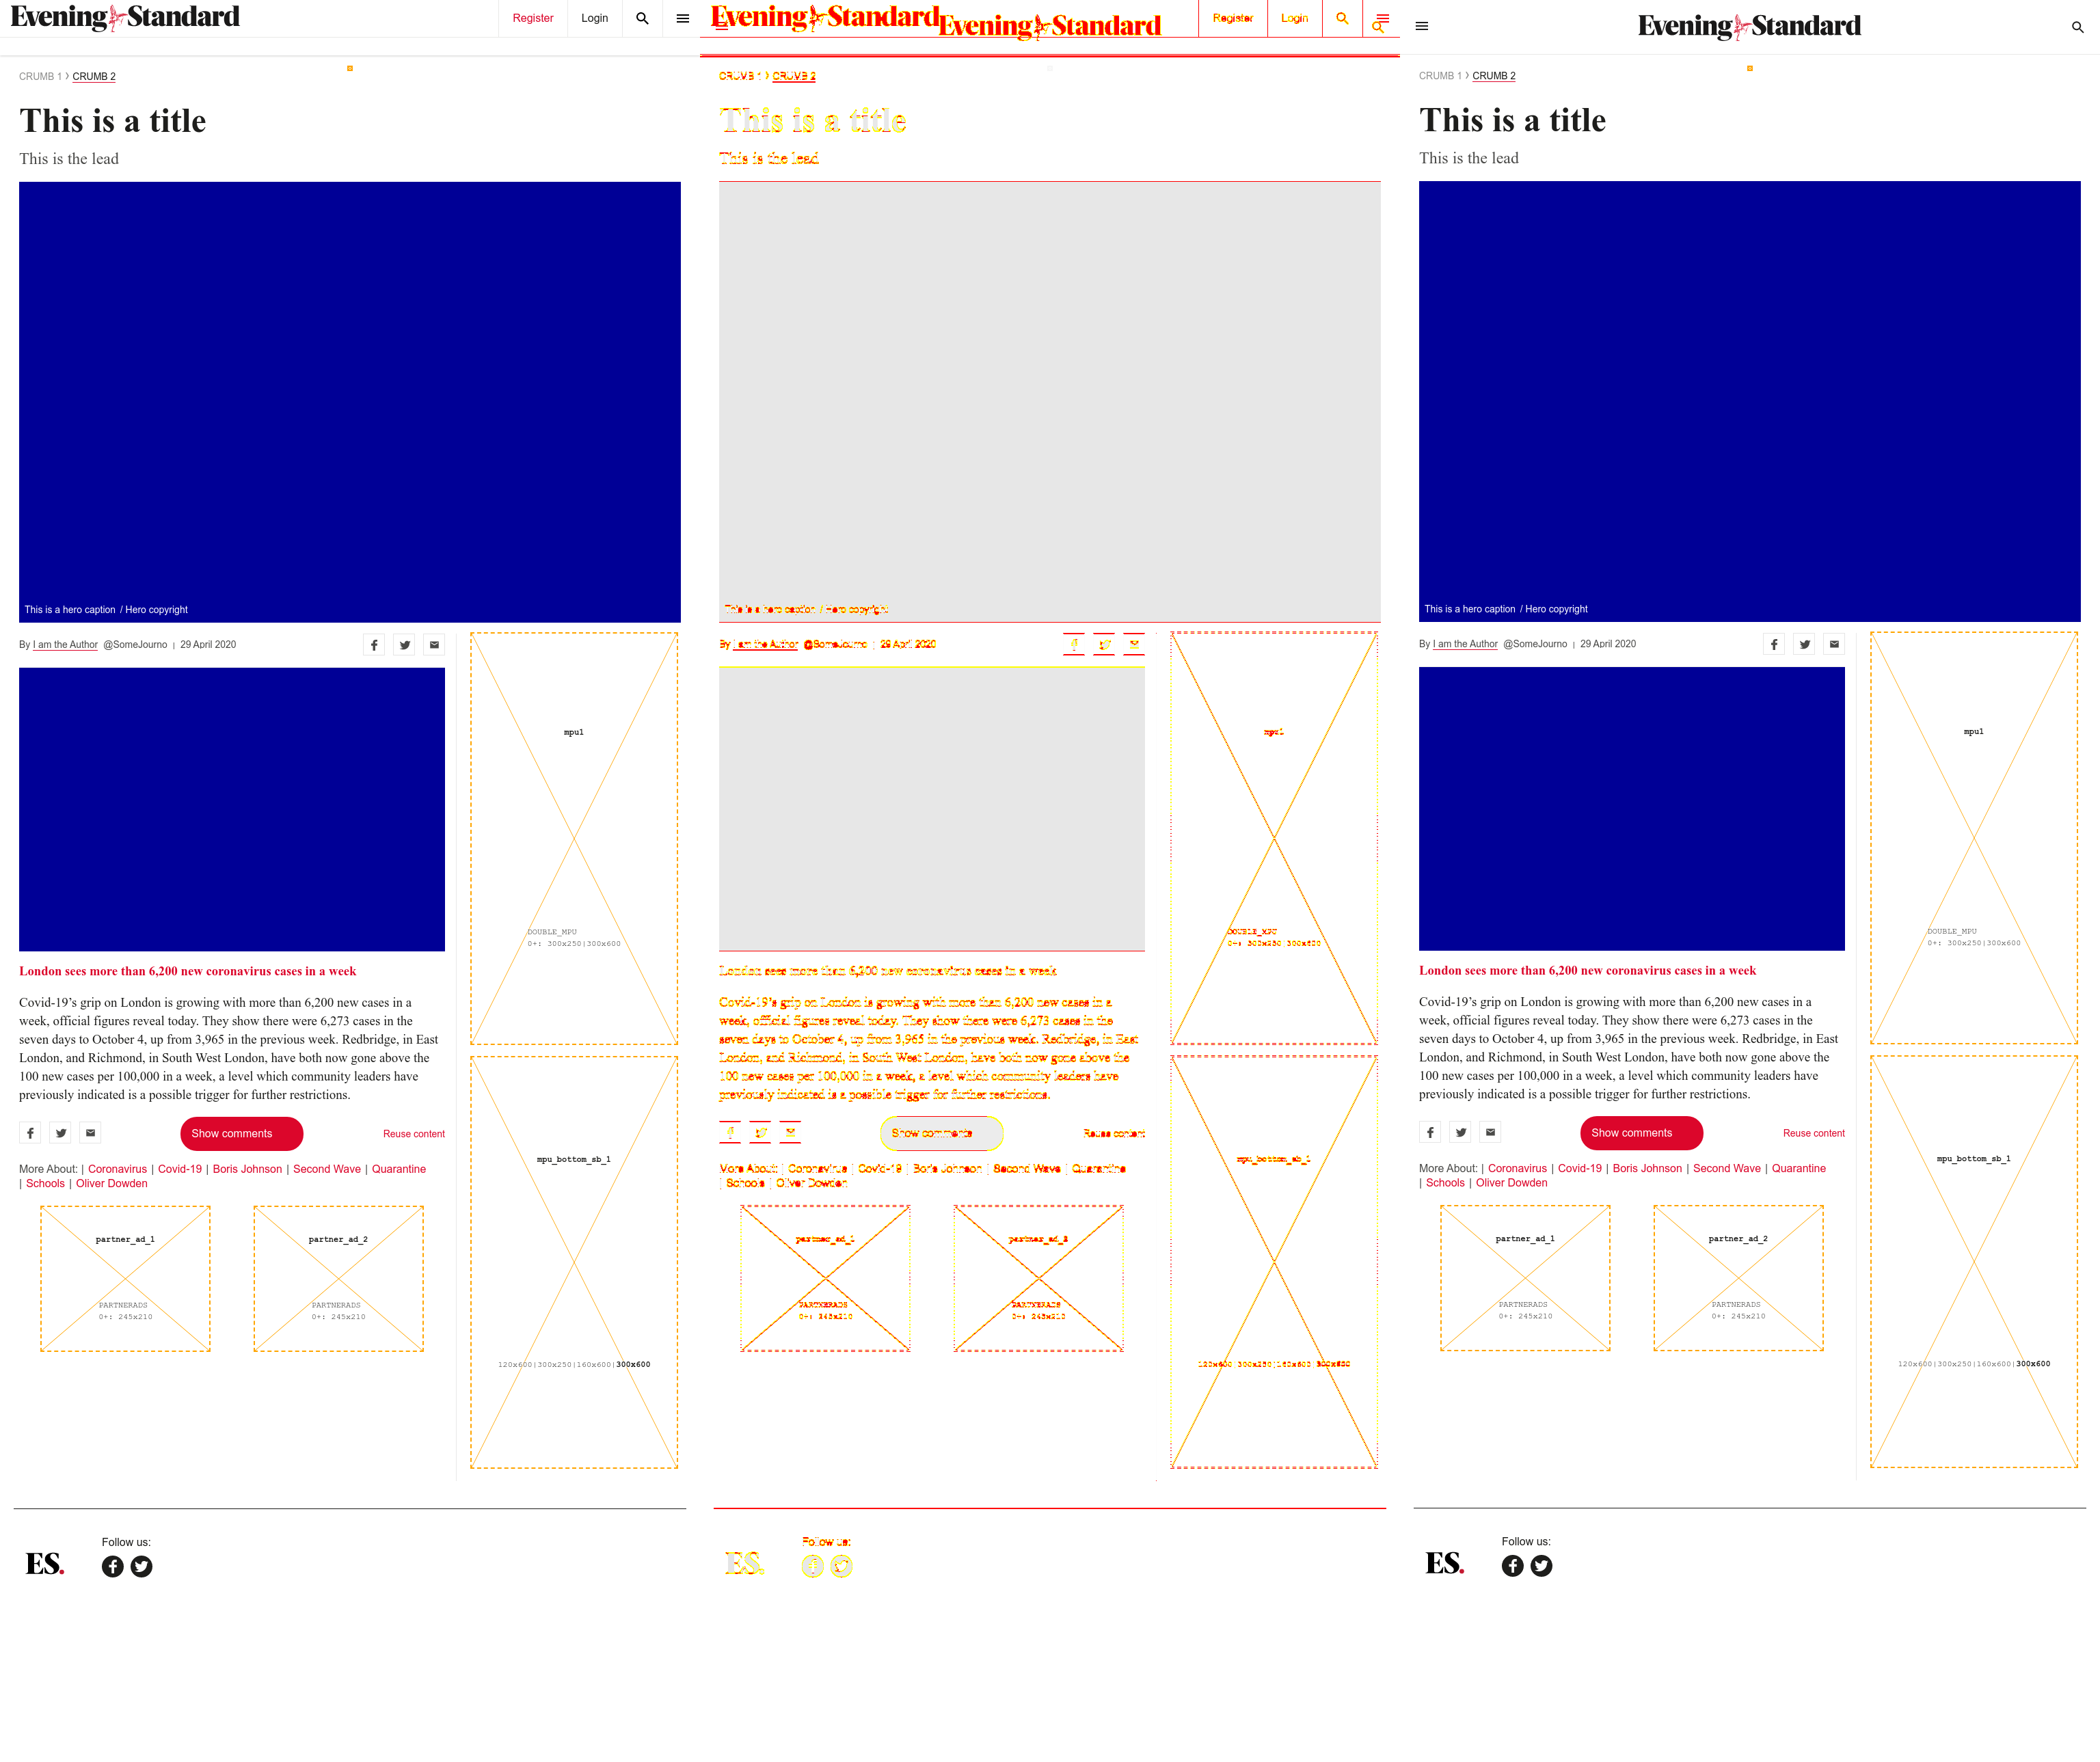 Evening Standard
Register
Login
CRUMB 1 › CRUMB 2
This is a title
This is the lead
This is a hero caption / Hero copyright
By I am the Author @SomeJourno | 29 April 2020
mpu1
DOUBLE_MPU
0+: 300x250|300x600
London sees more than 6,200 new coronavirus cases in a week
Covid-19’s grip on London is growing with more than 6,200 new cases in a
week, official figures reveal today. They show there were 6,273 cases in the
seven days to October 4, up from 3,965 in the previous week. Redbridge, in East
London, and Richmond, in South West London, have both now gone above the
100 new cases per 100,000 in a week, a level which community leaders have
previously indicated is a possible trigger for further restrictions.
Show comments
Reuse content
More About: | Coronavirus | Covid-19 | Boris Johnson | Second Wave | Quarantine
| Schools | Oliver Dowden
mpu_bottom_sb_1
120x600|300x250|160x600|300x600
partner_ad_1
PARTNERADS
0+: 245x210
partner_ad_2
PARTNERADS
0+: 245x210
ES.
Follow us:
Evening Standard
Evening Standard
Register
Login
CRUMB 1 › CRUMB 2
This is a title
This is the lead
This is a hero caption / Hero copyright
By I am the Author @SomeJourno | 29 April 2020
mpu1
DOUBLE_MPU
0+: 300x250|300x600
London sees more than 6,200 new coronavirus cases in a week
Covid-19’s grip on London is growing with more than 6,200 new cases in a
week, official figures reveal today. They show there were 6,273 cases in the
seven days to October 4, up from 3,965 in the previous week. Redbridge, in East
London, and Richmond, in South West London, have both now gone above the
100 new cases per 100,000 in a week, a level which community leaders have
previously indicated is a possible trigger for further restrictions.
Show comments
Reuse content
More About: | Coronavirus | Covid-19 | Boris Johnson | Second Wave | Quarantine
| Schools | Oliver Dowden
mpu_bottom_sb_1
120x600|300x250|160x600|300x600
partner_ad_1
PARTNERADS
0+: 245x210
partner_ad_2
PARTNERADS
0+: 245x210
ES.
Follow us:
Evening Standard
CRUMB 1 › CRUMB 2
This is a title
This is the lead
This is a hero caption / Hero copyright
By I am the Author @SomeJourno | 29 April 2020
mpu1
DOUBLE_MPU
0+: 300x250|300x600
London sees more than 6,200 new coronavirus cases in a week
Covid-19’s grip on London is growing with more than 6,200 new cases in a
week, official figures reveal today. They show there were 6,273 cases in the
seven days to October 4, up from 3,965 in the previous week. Redbridge, in East
London, and Richmond, in South West London, have both now gone above the
100 new cases per 100,000 in a week, a level which community leaders have
previously indicated is a possible trigger for further restrictions.
Show comments
Reuse content
More About: | Coronavirus | Covid-19 | Boris Johnson | Second Wave | Quarantine
| Schools | Oliver Dowden
mpu_bottom_sb_1
120x600|300x250|160x600|300x600
partner_ad_1
PARTNERADS
0+: 245x210
partner_ad_2
PARTNERADS
0+: 245x210
ES.
Follow us: